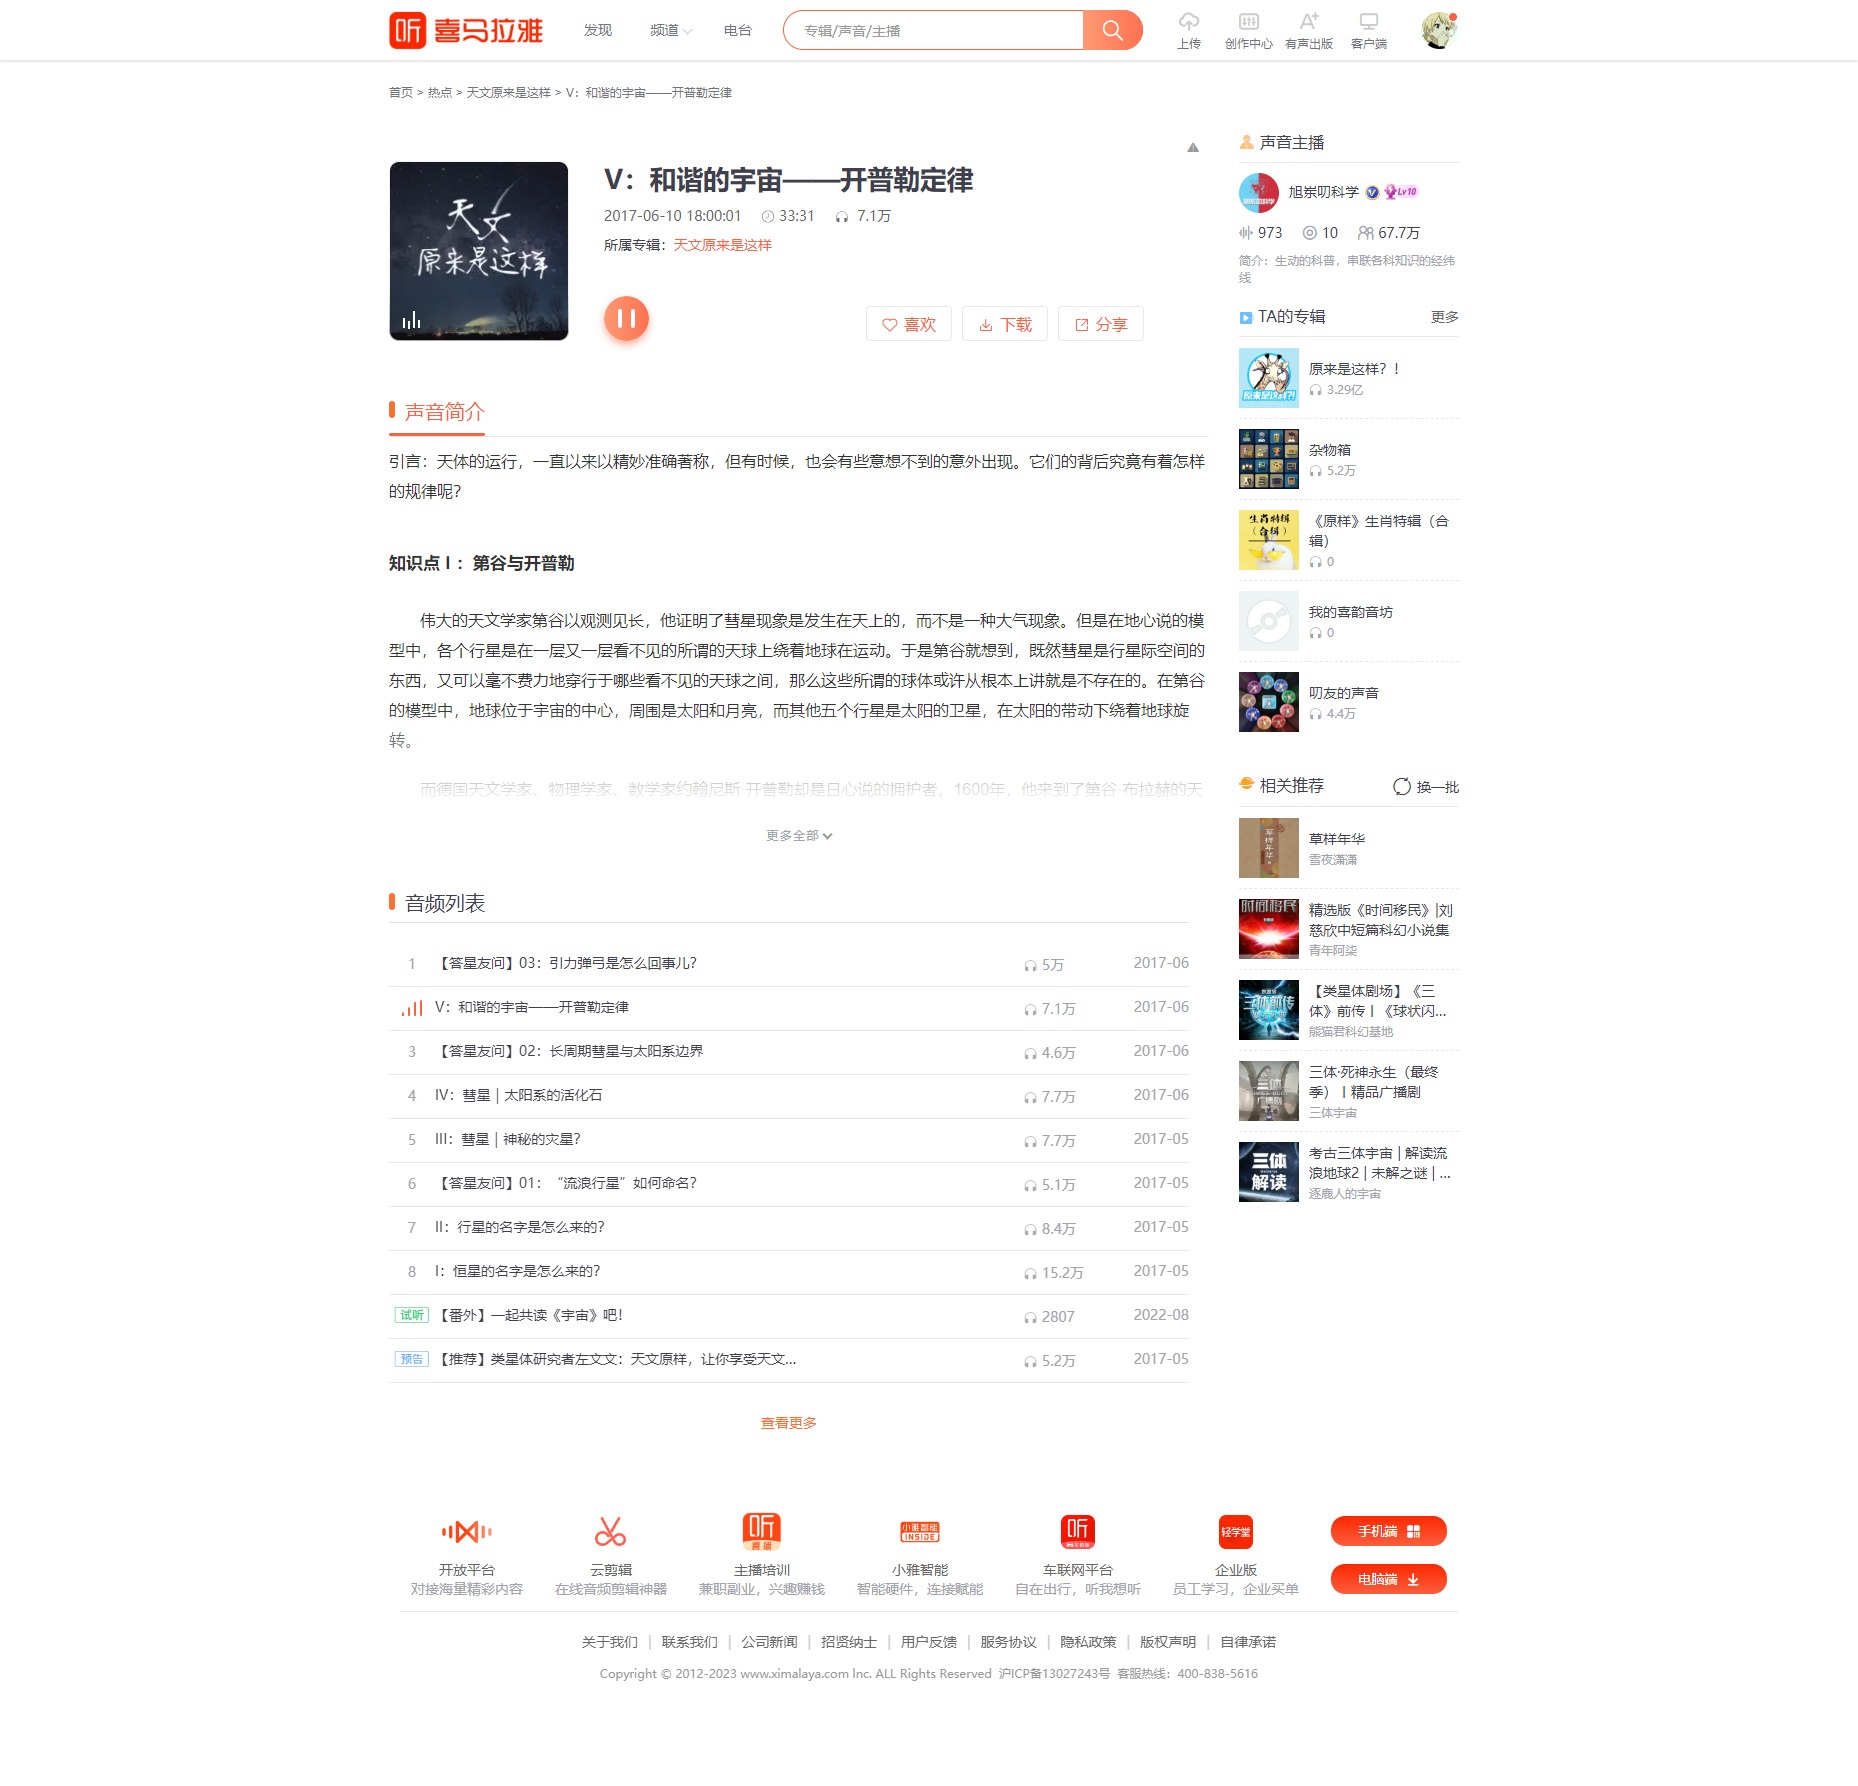 听 喜马拉雅
发现 频道 电台
专辑/声音/主播
上传 创作中心 有声出版 客户端
首页 > 热点 > 天文原来是这样 > V：和谐的宇宙——开普勒定律
天文
原来是这样
V：和谐的宇宙——开普勒定律
2017-06-10 18:00:01 33:31 7.1万
所属专辑：天文原来是这样
喜欢 下载 分享
声音简介
引言：天体的运行，一直以来以精妙准确著称，但有时候，也会有些意想不到的意外出现。它们的背后究竟有着怎样
的规律呢？
知识点 I ：第谷与开普勒
伟大的天文学家第谷以观测见长，他证明了彗星现象是发生在天上的，而不是一种大气现象。但是在地心说的模
型中，各个行星是在一层又一层看不见的所谓的天球上绕着地球在运动。于是第谷就想到，既然彗星是行星际空间的
东西，又可以毫不费力地穿行于哪些看不见的天球之间，那么这些所谓的球体或许从根本上讲就是不存在的。在第谷
的模型中，地球位于宇宙的中心，周围是太阳和月亮，而其他五个行星是太阳的卫星，在太阳的带动下绕着地球旋
转。
而德国天文学家、物理学家、数学家约翰尼斯·开普勒却是日心说的拥护者。1600年，他来到了第谷·布拉赫的天
更多全部
音频列表
1 【答星友问】03：引力弹弓是怎么回事儿？ 5万 2017-06
V：和谐的宇宙——开普勒定律 7.1万 2017-06
3 【答星友问】02：长周期彗星与太阳系边界 4.6万 2017-06
4 IV：彗星 | 太阳系的活化石 7.7万 2017-06
5 III：彗星 | 神秘的灾星？ 7.7万 2017-05
6 【答星友问】01：“流浪行星”如何命名？ 5.1万 2017-05
7 II：行星的名字是怎么来的？ 8.4万 2017-05
8 I：恒星的名字是怎么来的？ 15.2万 2017-05
试听 【番外】一起共读《宇宙》吧！ 2807 2022-08
预告 【推荐】类星体研究者左文文：天文原样，让你享受天文... 5.2万 2017-05
查看更多
声音主播
旭崇叨科学 V Lv10
973 10 67.7万
简介：生动的科普，串联各科知识的经纬
线
TA的专辑 更多
原来是这样?!
原来是这样？！
3.29亿
杂物箱
5.2万
生肖特辑
（合辑）
《原样》生肖特辑（合
辑）
0
我的喜韵音坊
0
叨友的声音
4.4万
相关推荐 换一批
草样年华
草样年华
雪夜潇潇
时间移民
精选版《时间移民》|刘
慈欣中短篇科幻小说集
青年阿柒
三体前传
【类星体剧场】《三
体》前传丨《球状闪...
熊猫君科幻基地
三体
广播剧
三体·死神永生（最终
季）丨精品广播剧
三体宇宙
三体
解读
考古三体宇宙 | 解读流
浪地球2 | 未解之谜 | ...
逐鹿人的宇宙
开放平台
对接海量精彩内容
云剪辑
在线音频剪辑神器
听
主播培训
兼职副业，兴趣赚钱
小雅智能
INSIDE
小雅智能
智能硬件，连接赋能
听
车联网平台
自在出行，听我想听
轻学堂
企业版
员工学习，企业买单
手机端
电脑端
关于我们 | 联系我们 | 公司新闻 | 招贤纳士 | 用户反馈 | 服务协议 | 隐私政策 | 版权声明 | 自律承诺
Copyright © 2012-2023 www.ximalaya.com lnc. ALL Rights Reserved 沪ICP备13027243号 客服热线：400-838-5616